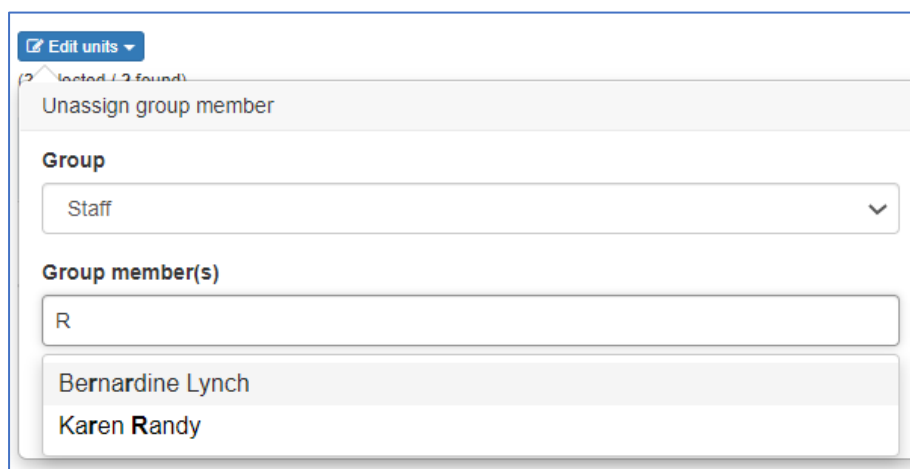 Edit units
Unassign group member
Group
Staff
Group member(s)
R
Bernardine Lynch
Karen Randy